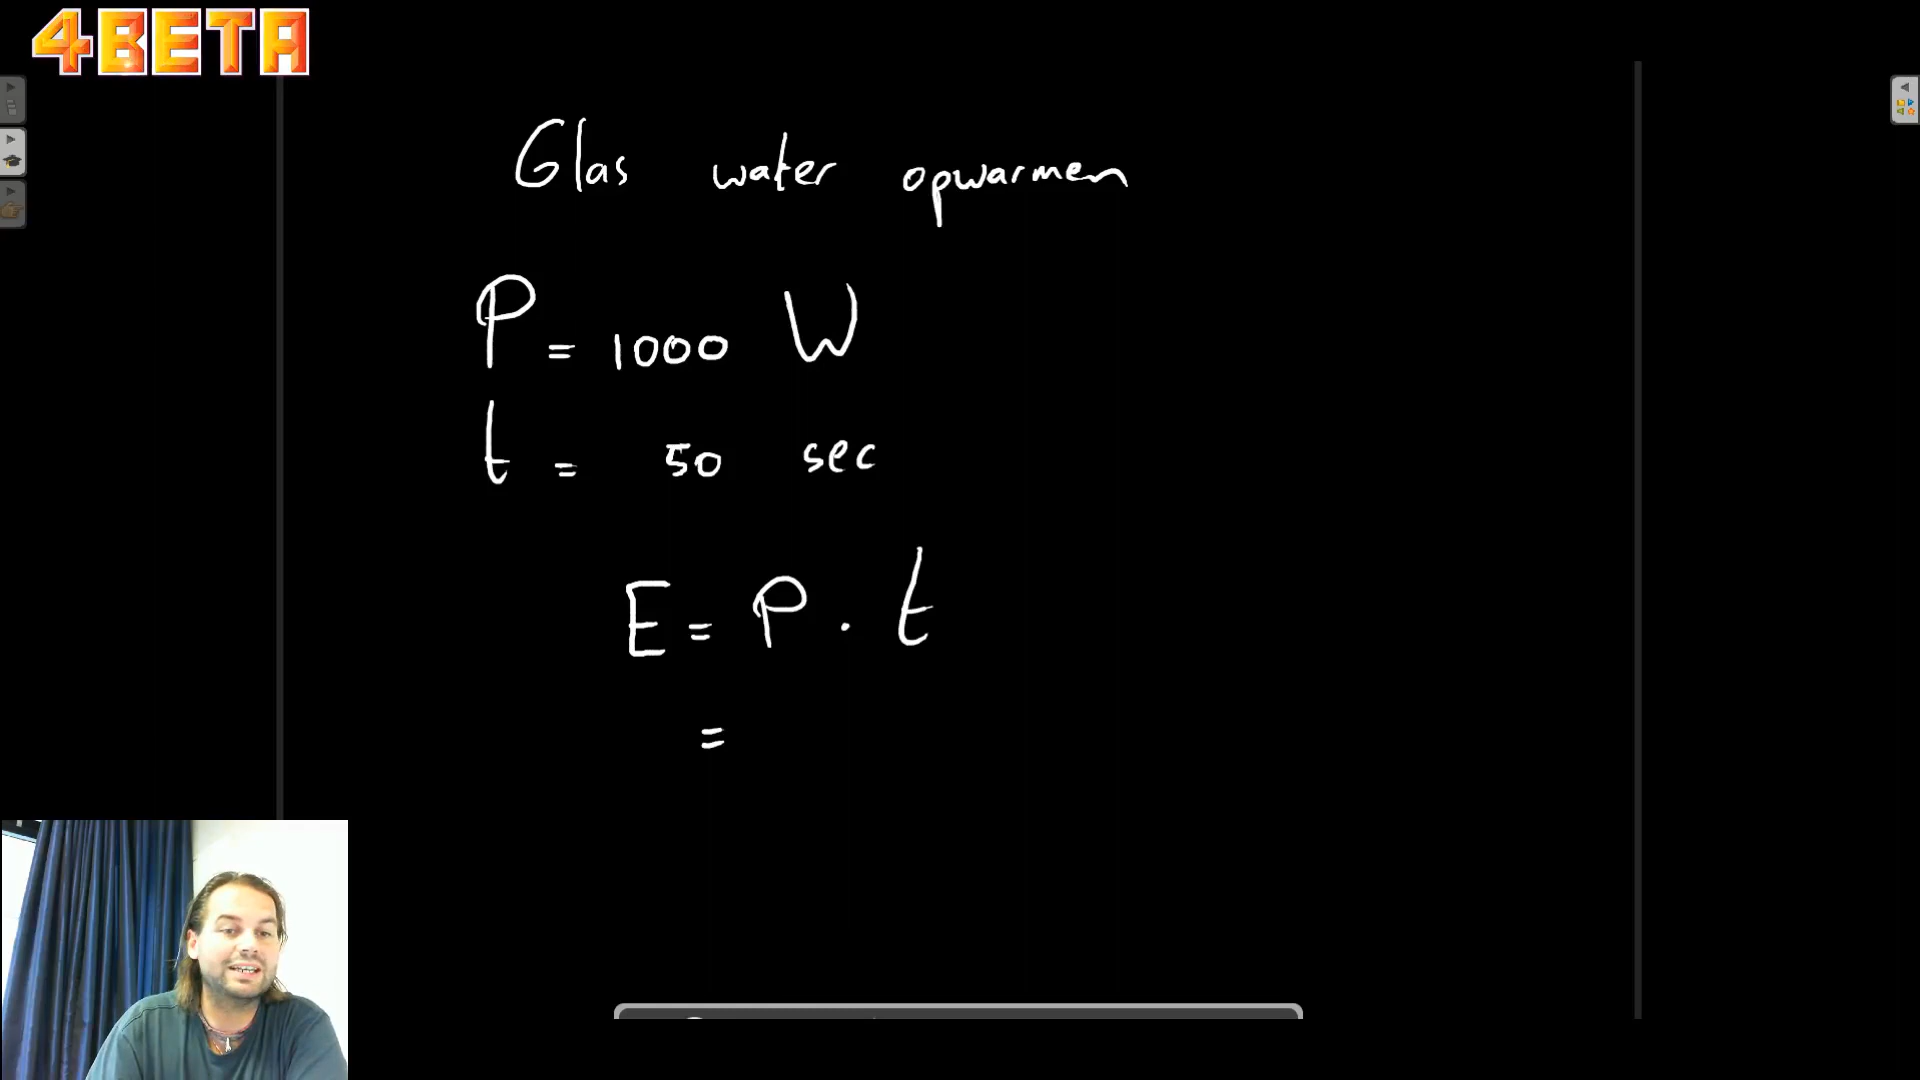 4BETA
Glas water opwarmen
P = 1000 W
t = 50 sec
E = P · t
=